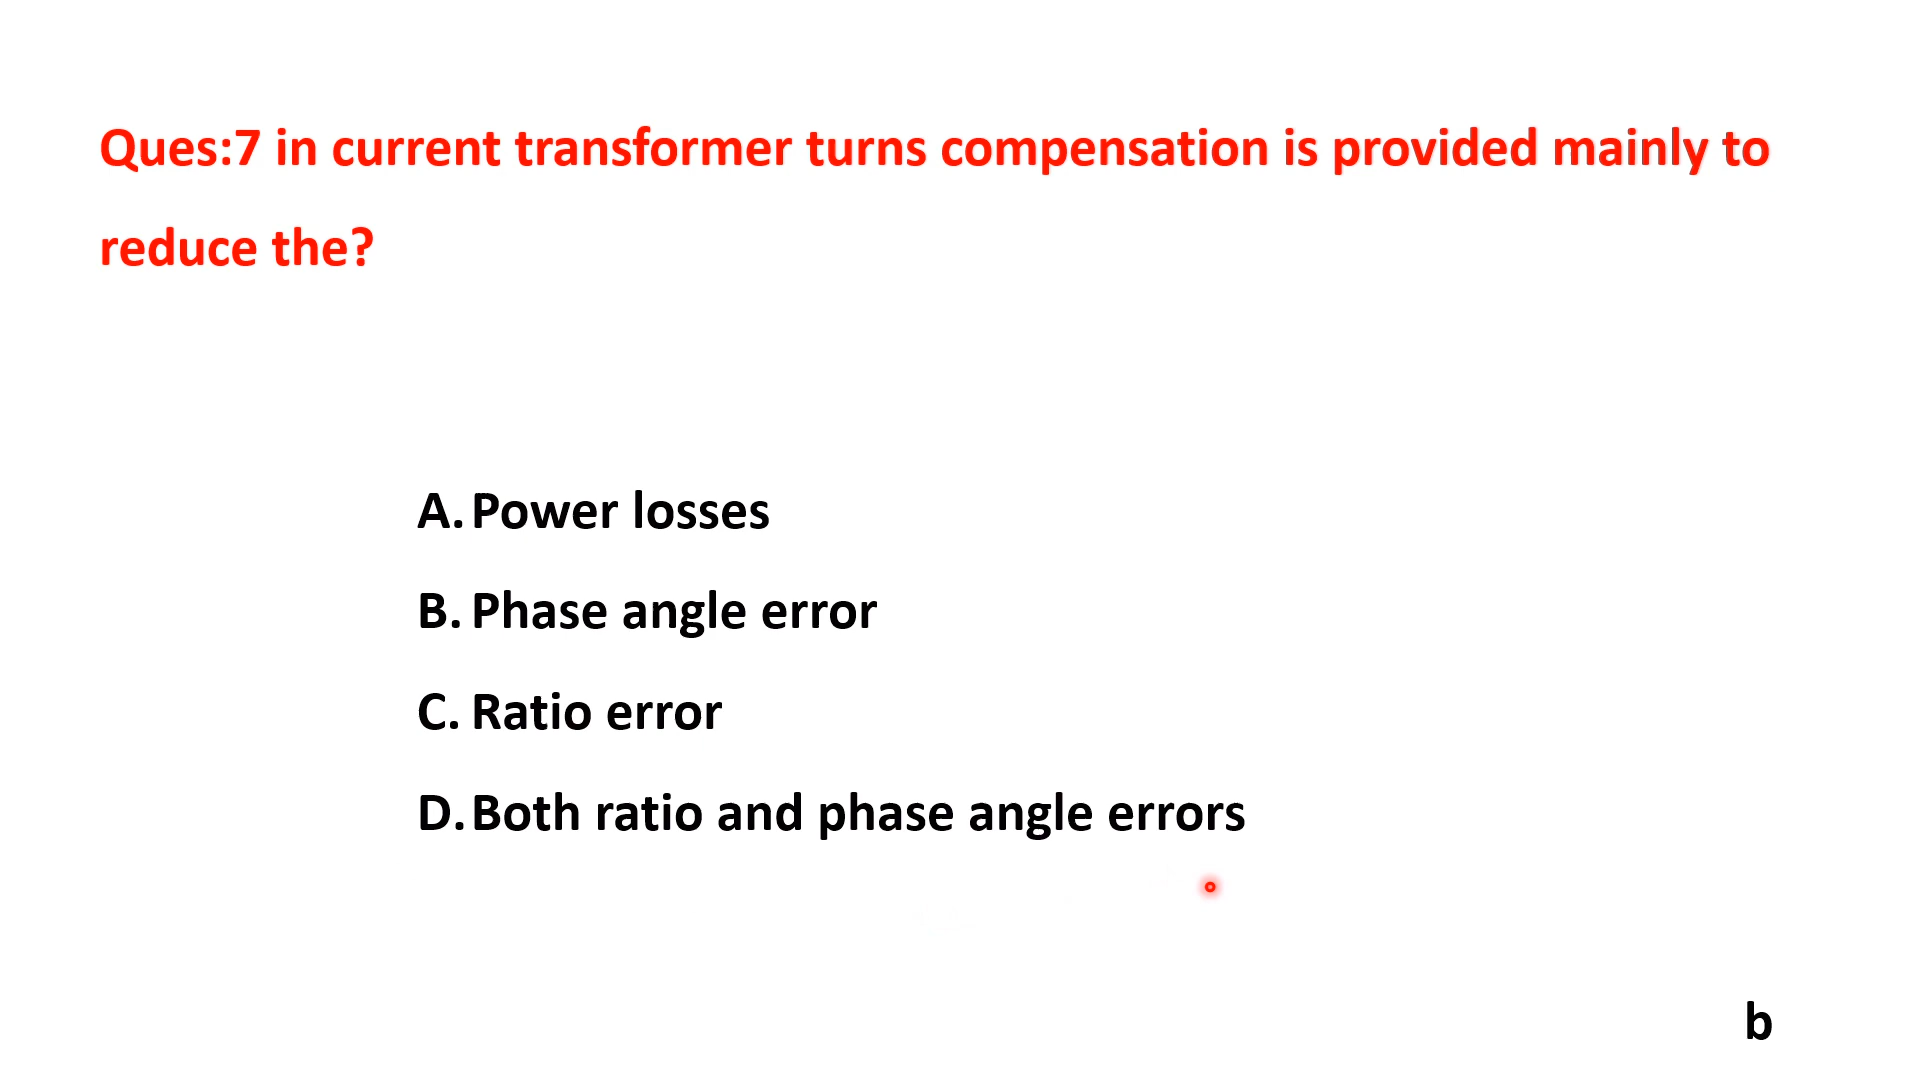 Ques:7 in current transformer turns compensation is provided mainly to
reduce the?
A. Power losses
B. Phase angle error
C. Ratio error
D. Both ratio and phase angle errors
b